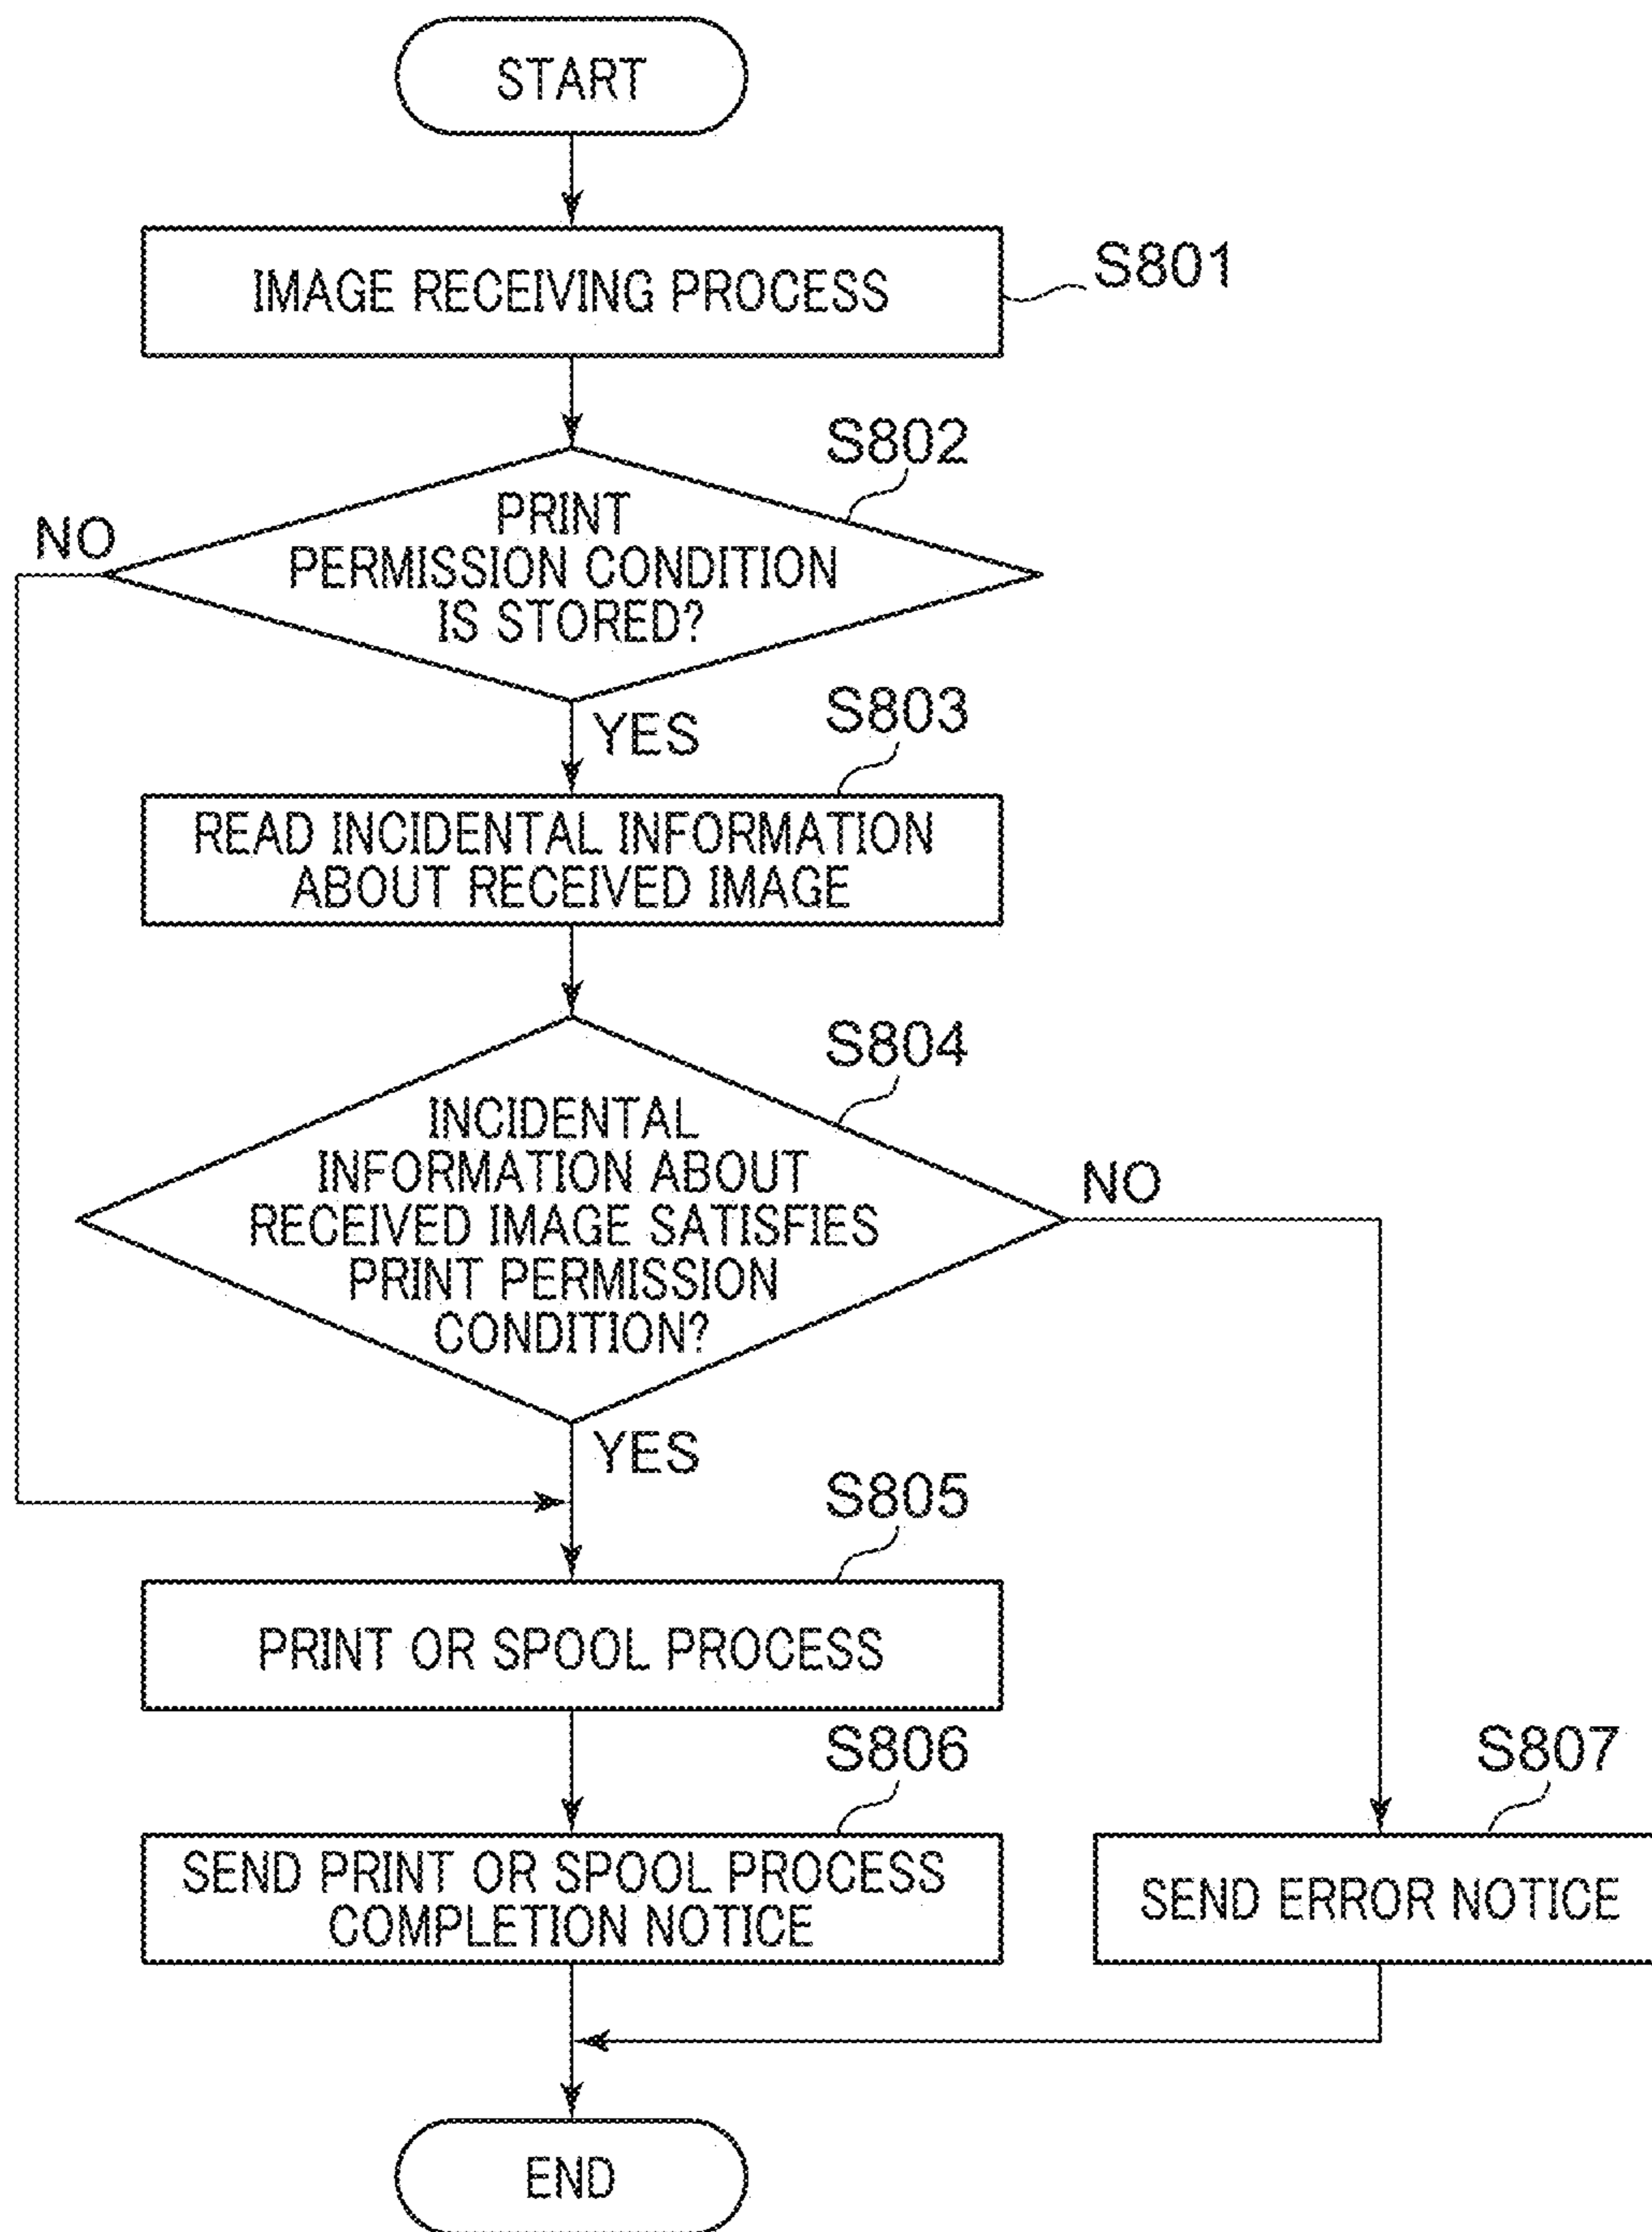 START
IMAGE RECEIVING PROCESS
S801
S802
PRINT
PERMISSION CONDITION
IS STORED?
NO
YES
S803
READ INCIDENTAL INFORMATION
ABOUT RECEIVED IMAGE
S804
INCIDENTAL
INFORMATION ABOUT
RECEIVED IMAGE SATISFIES
PRINT PERMISSION
CONDITION?
NO
YES
S805
PRINT OR SPOOL PROCESS
S806
SEND PRINT OR SPOOL PROCESS
COMPLETION NOTICE
S807
SEND ERROR NOTICE
END